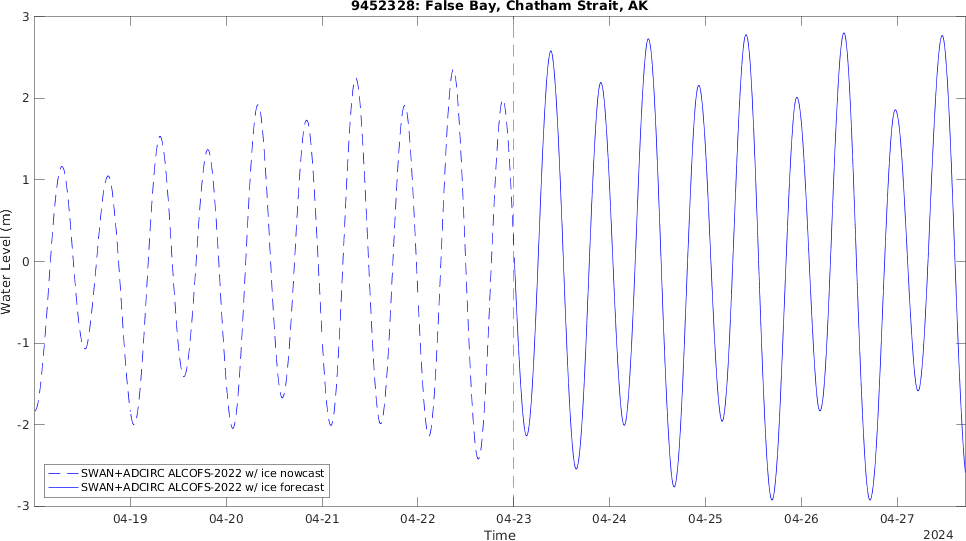 9452328: False Bay, Chatham Strait, AK
Water Level (m)
3
2
1
0
-1
-2
-3
SWAN+ADCIRC ALCOFS-2022 w/ ice nowcast
SWAN+ADCIRC ALCOFS-2022 w/ ice forecast
04-19 04-20 04-21 04-22 04-23 04-24 04-25 04-26 04-27
Time
2024